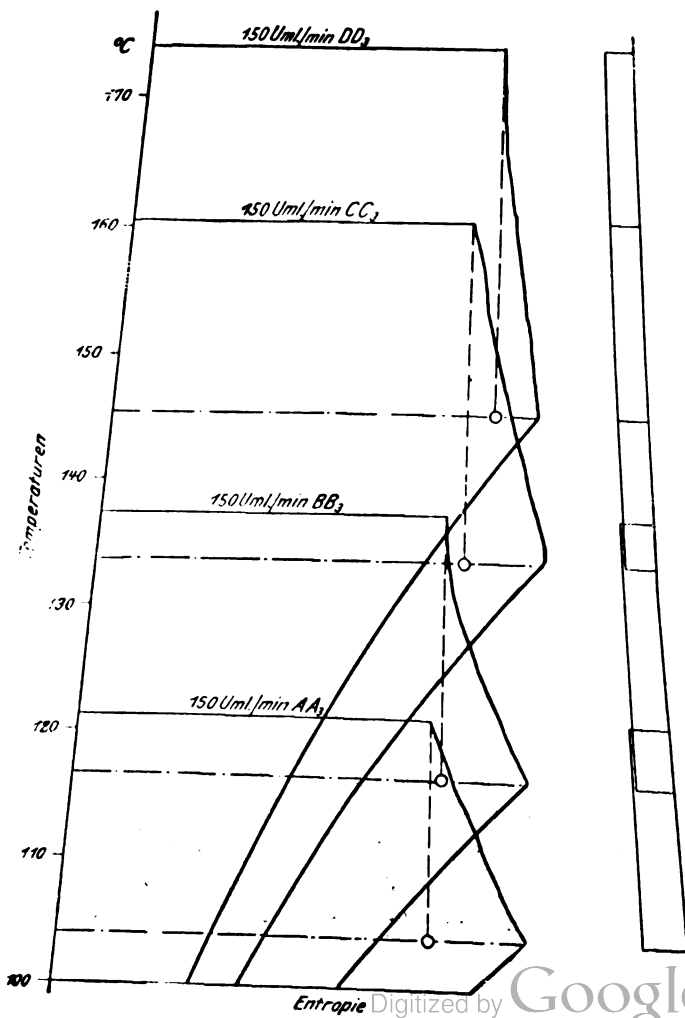 °C
150 Uml/min DD₃
170
160
150 Uml/min CC₃
150
140
Temperaturen
150 Uml/min BB₃
130
150 Uml/min AA₃
120
110
100
Entropie
Digitized by Google